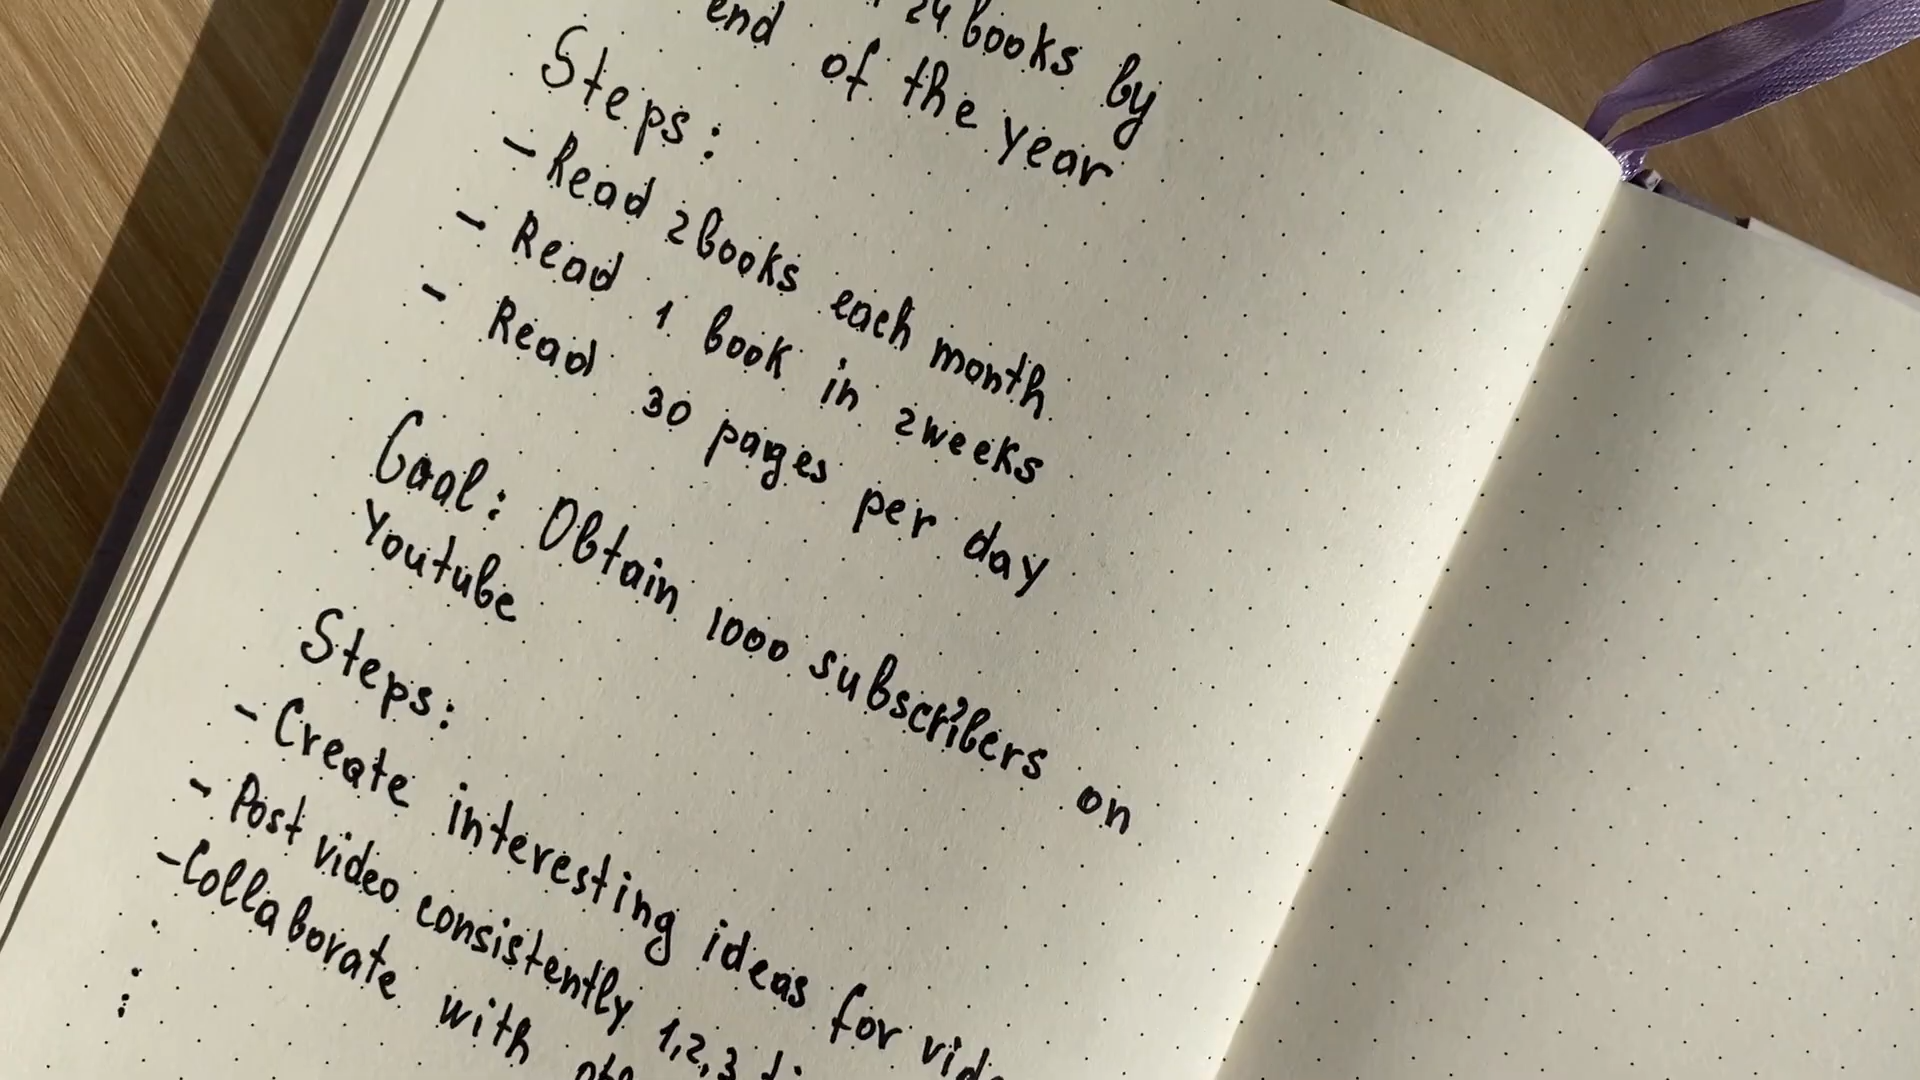 24 books by
end of the year
Steps:
- Read 2 books each month
- Read 1 book in 2 weeks
- Read 30 pages per day
Goal: Obtain 1000 subscribers on
Youtube
Steps:
- Create interesting ideas for
- Post video consistently 1,2,3
- Collaborate with